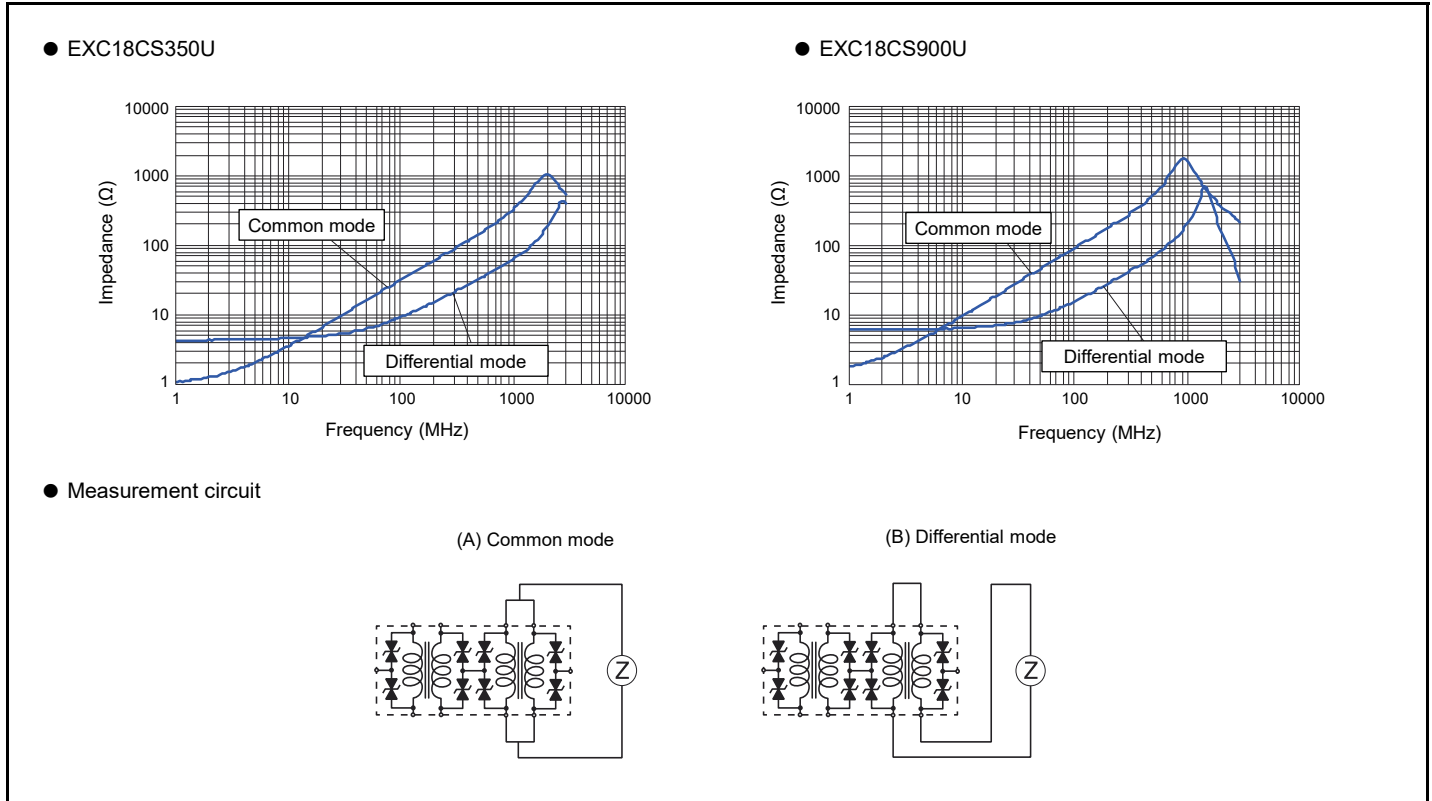 ● EXC18CS350U
10000
1000
100
10
1
Impedance (Ω)
Common mode
Differential mode
1 10 100 1000 10000
Frequency (MHz)
● EXC18CS900U
10000
1000
100
10
1
Impedance (Ω)
Common mode
Differential mode
1 10 100 1000 10000
Frequency (MHz)
● Measurement circuit
(A) Common mode
Z
(B) Differential mode
Z